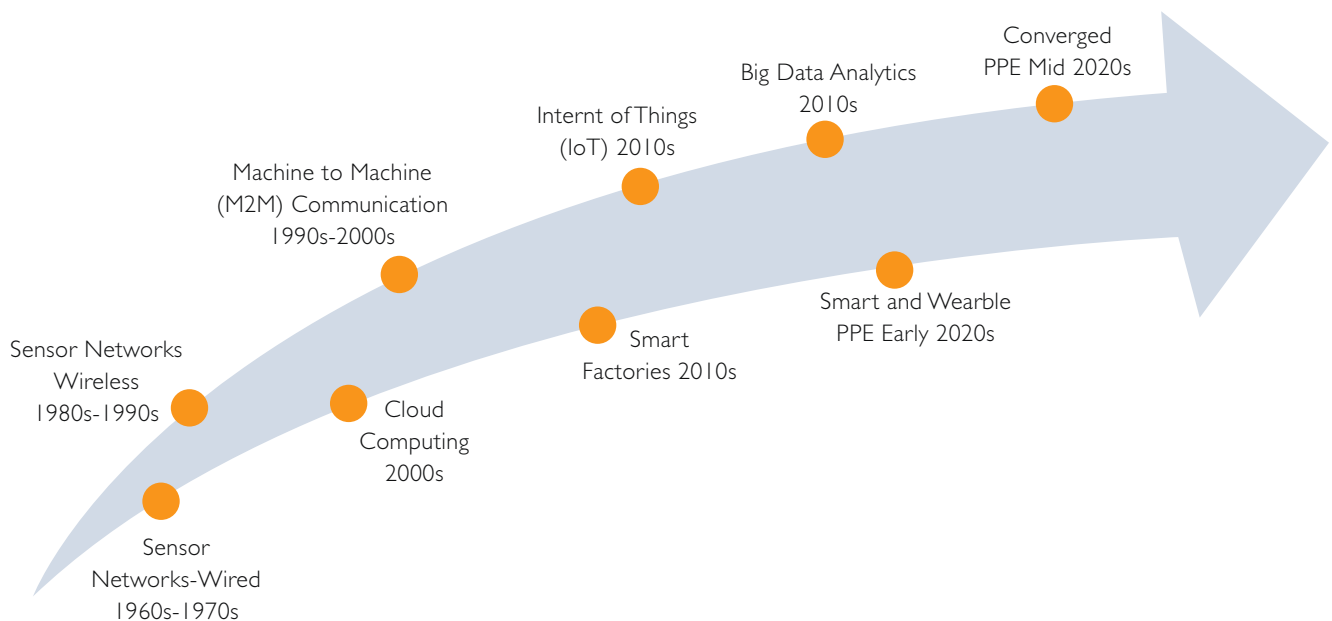 Converged
PPE Mid 2020s
Big Data Analytics
2010s
Internt of Things
(IoT) 2010s
Machine to Machine
(M2M) Communication
1990s-2000s
Smart and Wearble
PPE Early 2020s
Smart
Factories 2010s
Sensor Networks
Wireless
1980s-1990s
Cloud
Computing
2000s
Sensor
Networks-Wired
1960s-1970s